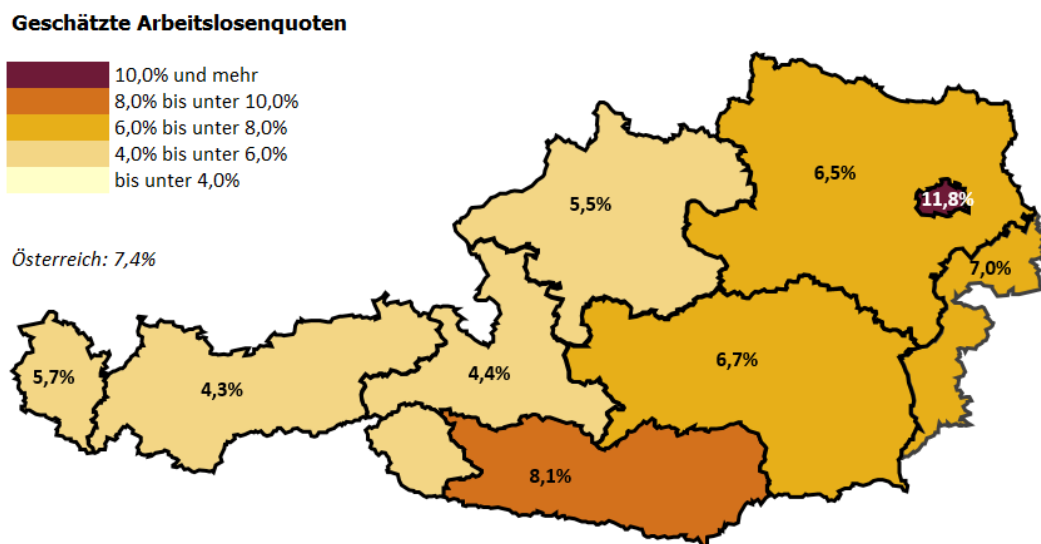 Geschätzte Arbeitslosenquoten
10,0% und mehr
8,0% bis unter 10,0%
6,0% bis unter 8,0%
4,0% bis unter 6,0%
bis unter 4,0%
Österreich: 7,4%
6,5%
11,8%
5,5%
7,0%
6,7%
5,7%
4,3%
4,4%
8,1%